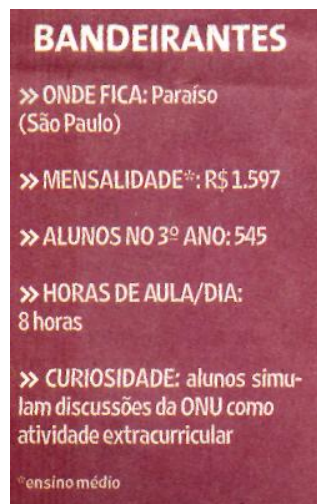 BANDEIRANTES
» ONDE FICA: Paraíso
(São Paulo)
» MENSALIDADE*: R$ 1.597
» ALUNOS NO 3º ANO: 545
» HORAS DE AULA/DIA:
8 horas
» CURIOSIDADE: alunos simu-
lam discussões da ONU como
atividade extracurricular
*ensino médio